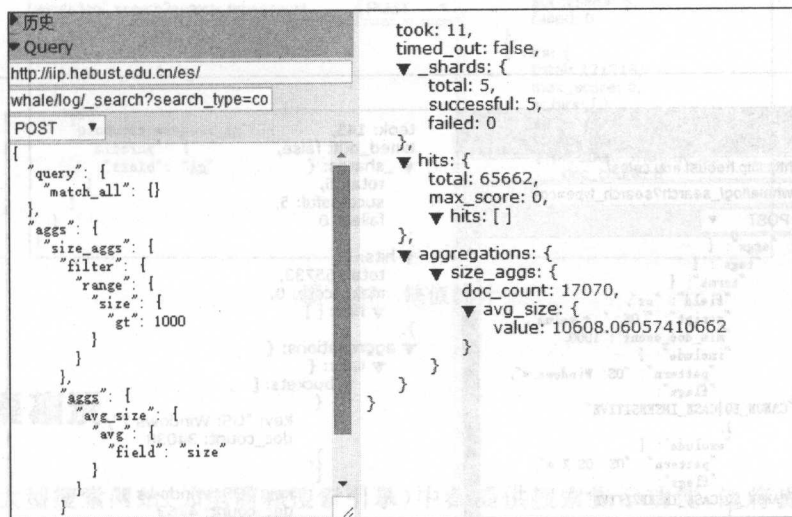 历史
Query
http://iip.hebust.edu.cn/es/
whale/log/_search?search_type=co
POST ▼
{
"query": {
"match_all": {}
},
"aggs": {
"size_aggs": {
"filter": {
"range": {
"size": {
"gt": 1000
}
}
},
"aggs": {
"avg_size": {
"avg": {
"field": "size"
}
}
}
took: 11,
timed_out: false,
▼ _shards: {
total: 5,
successful: 5,
failed: 0
},
▼ hits: {
total: 65662,
max_score: 0,
▼ hits: [ ]
},
▼ aggregations: {
▼ size_aggs: {
doc_count: 17070,
▼ avg_size: {
value: 10608.06057410662
}
}
}
}